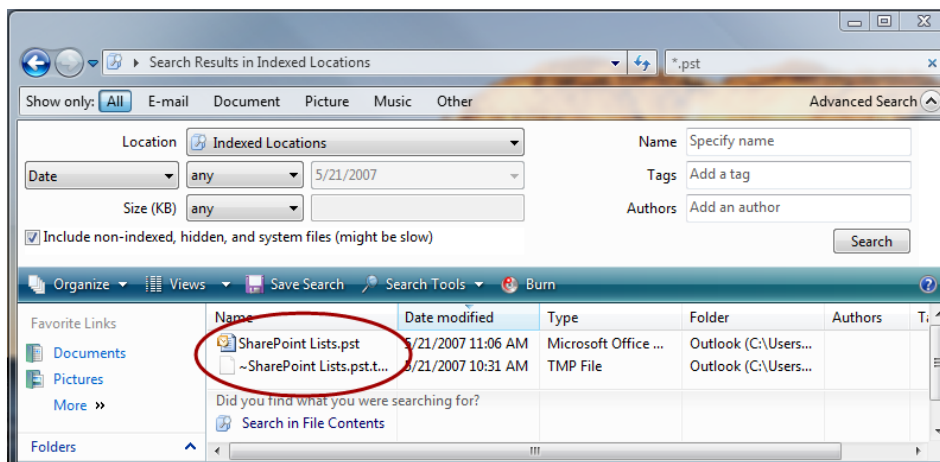 Search Results in Indexed Locations *.pst
Show only: All E-mail Document Picture Music Other Advanced Search
Location Indexed Locations Name Specify name
Date any 5/21/2007 Tags Add a tag
Size (KB) any Authors Add an author
Include non-indexed, hidden, and system files (might be slow) Search
Organize Views Save Search Search Tools Burn
Favorite Links Name Date modified Type Folder Authors
Documents SharePoint Lists.pst 5/21/2007 11:06 AM Microsoft Office ... Outlook (C:\Users...
Pictures ~SharePoint Lists.pst.t... 5/21/2007 10:31 AM TMP File Outlook (C:\Users...
More » Did you find what you were searching for?
Search in File Contents
Folders